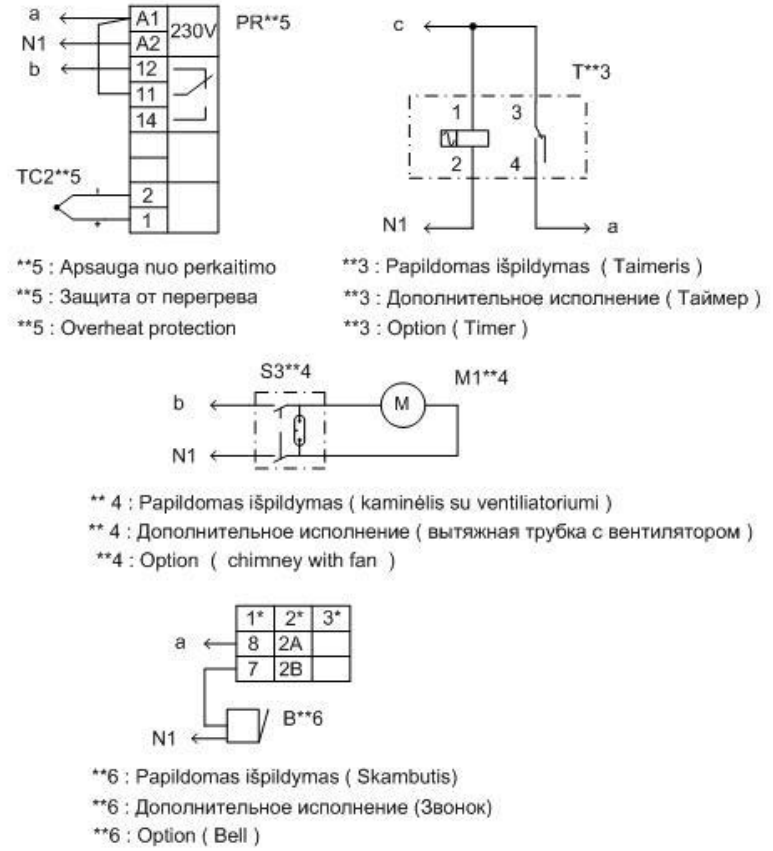 a A1 230V PR**5
N1 A2
b 12
11
14
TC2**5
- 2
+ 1
**5 : Apsauga nuo perkaitimo
**5 : Защита от перегрева
**5 : Overheat protection
c
T**3
1 3
2 4
N1 a
**3 : Papildomas išpildymas ( Taimeris )
**3 : Дополнительное исполнение ( Таймер )
**3 : Option ( Timer )
S3**4 M1**4
b M
N1
** 4 : Papildomas išpildymas ( kaminėlis su ventiliatoriumi )
** 4 : Дополнительное исполнение ( вытяжная трубка с вентилятором )
**4 : Option ( chimney with fan )
1* 2* 3*
a 8 2A
7 2B
B**6
N1
**6 : Papildomas išpildymas ( Skambutis)
**6 : Дополнительное исполнение (Звонок)
**6 : Option ( Bell )